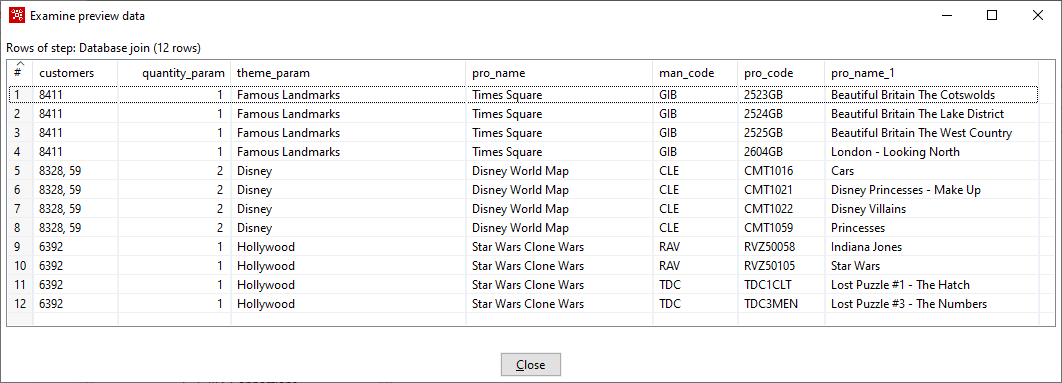 Examine preview data
Rows of step: Database join (12 rows)
# customers quantity_param theme_param pro_name man_code pro_code pro_name_1
1 8411 1 Famous Landmarks Times Square GIB 2523GB Beautiful Britain The Cotswolds
2 8411 1 Famous Landmarks Times Square GIB 2524GB Beautiful Britain The Lake District
3 8411 1 Famous Landmarks Times Square GIB 2525GB Beautiful Britain The West Country
4 8411 1 Famous Landmarks Times Square GIB 2604GB London - Looking North
5 8328, 59 2 Disney Disney World Map CLE CMT1016 Cars
6 8328, 59 2 Disney Disney World Map CLE CMT1021 Disney Princesses - Make Up
7 8328, 59 2 Disney Disney World Map CLE CMT1022 Disney Villains
8 8328, 59 2 Disney Disney World Map CLE CMT1059 Princesses
9 6392 1 Hollywood Star Wars Clone Wars RAV RVZ50058 Indiana Jones
10 6392 1 Hollywood Star Wars Clone Wars RAV RVZ50105 Star Wars
11 6392 1 Hollywood Star Wars Clone Wars TDC TDC1CLT Lost Puzzle #1 - The Hatch
12 6392 1 Hollywood Star Wars Clone Wars TDC TDC3MEN Lost Puzzle #3 - The Numbers
Close